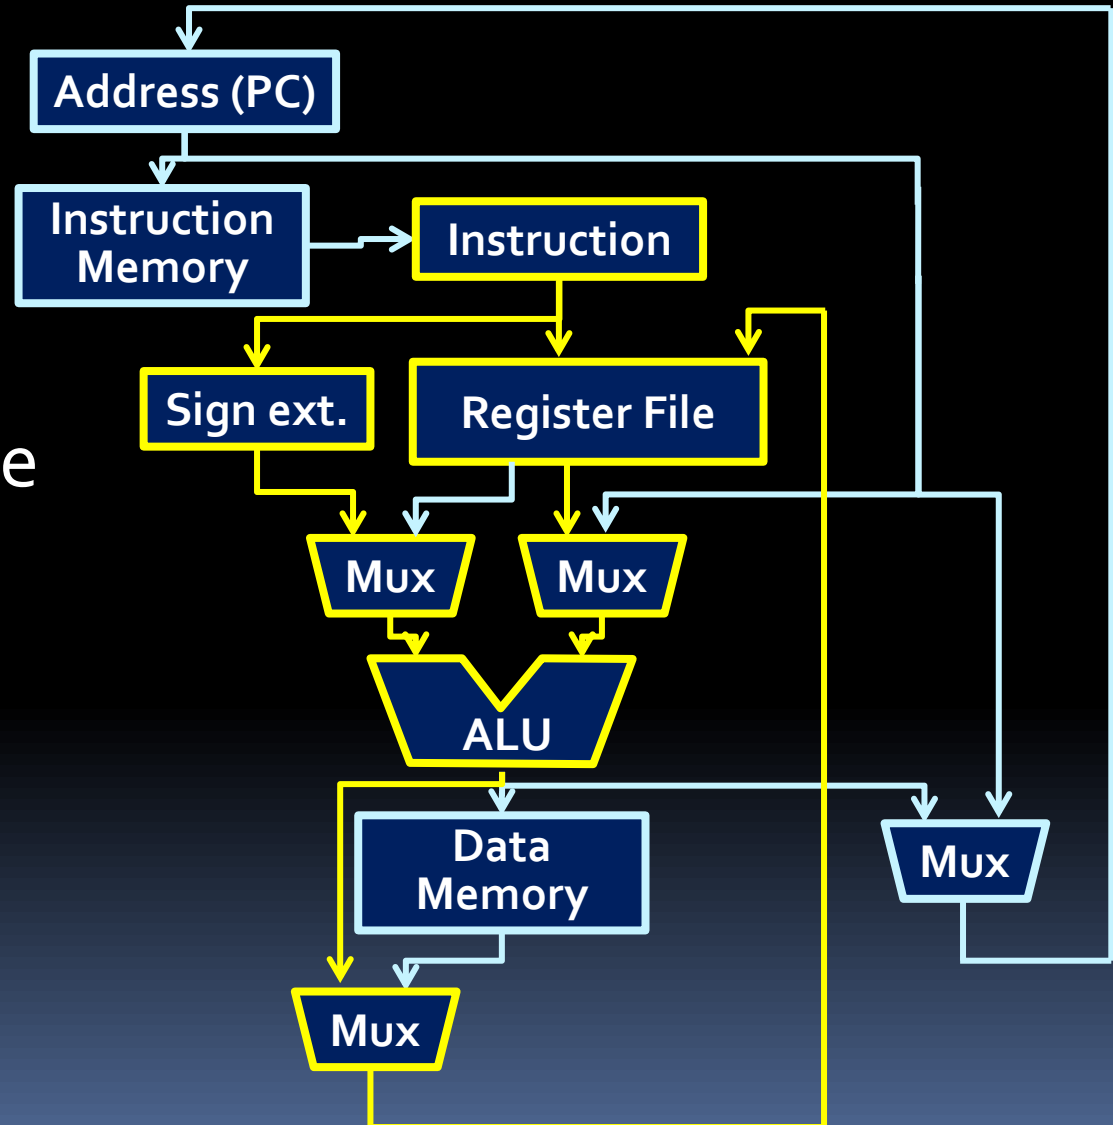 Address (PC)
Instruction
Memory
Instruction
Sign ext.
Register File
e
Mux
Mux
ALU
Data
Memory
Mux
Mux